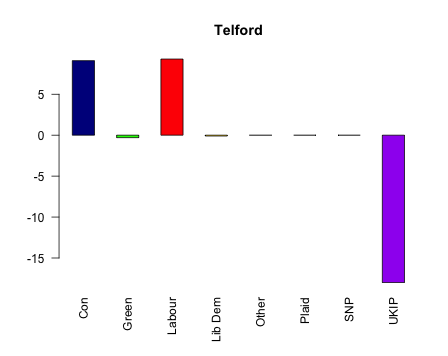 Telford
5
0
-5
-10
-15
Con
Green
Labour
Lib Dem
Other
Plaid
SNP
UKIP